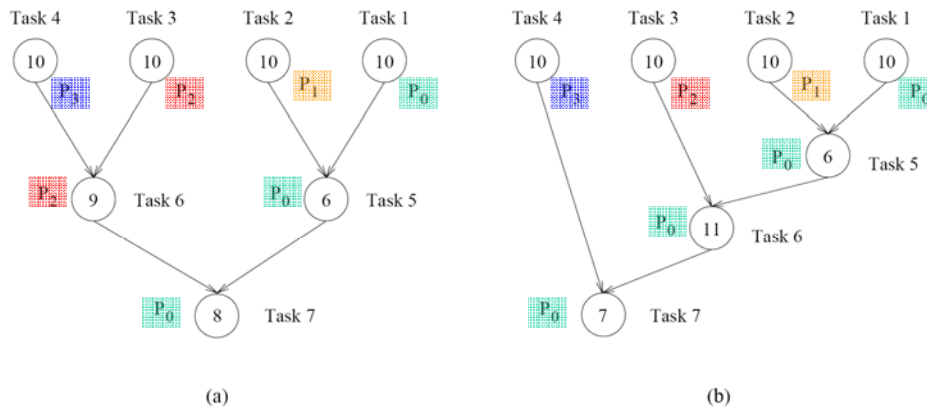 Task 4 Task 3 Task 2 Task 1 Task 4 Task 3 Task 2 Task 1
10 10 10 10 10 10 10 10
P3 P2 P1 P0 P3 P2 P1 P0
P0 6 Task 5
P2 9 Task 6 P0 6 Task 5
P0 11 Task 6
P0 8 Task 7 P0 7 Task 7
(a) (b)